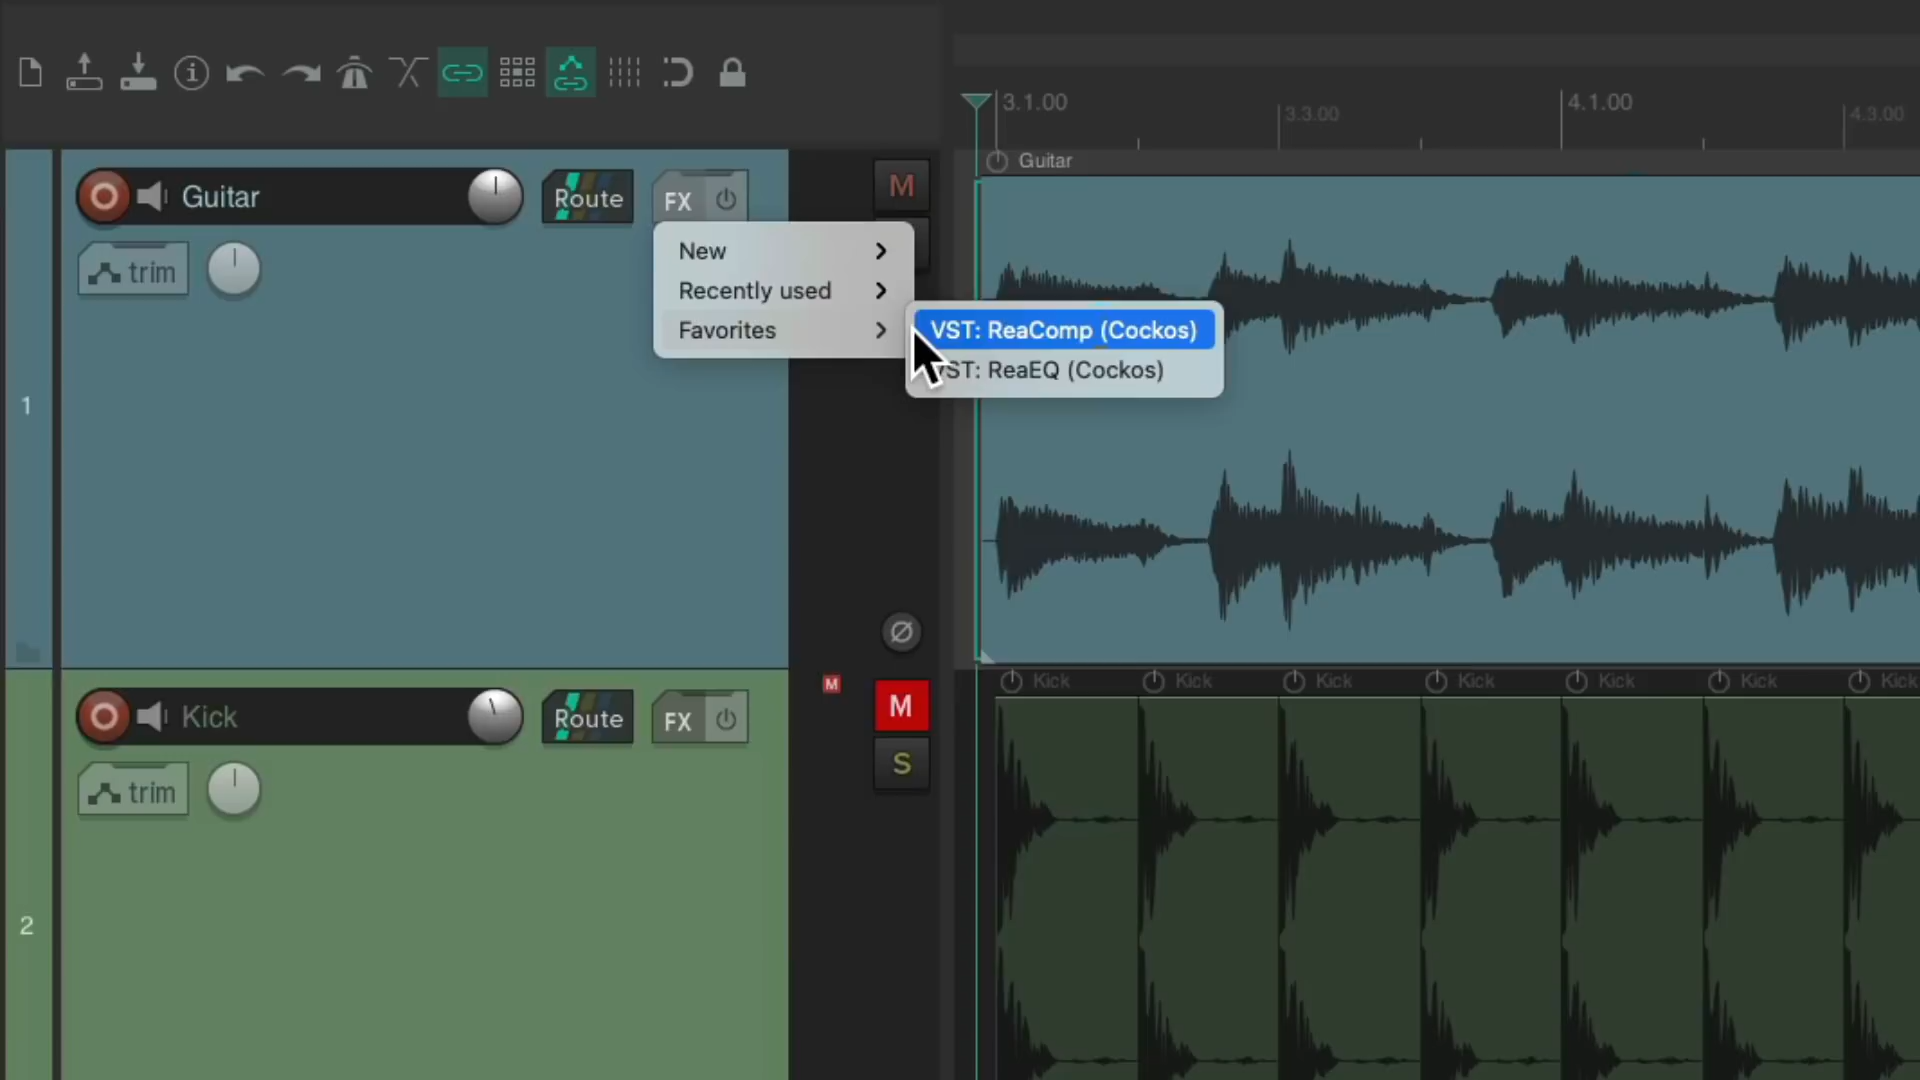 3.1.00
3.3.00
4.1.00
4.3.00
Guitar
Guitar
Route
FX
M
trim
New
Recently used
Favorites
VST: ReaComp (Cockos)
VST: ReaEQ (Cockos)
1
Kick
Route
FX
M
M
S
trim
2
Kick
Kick
Kick
Kick
Kick
Kick
Kick